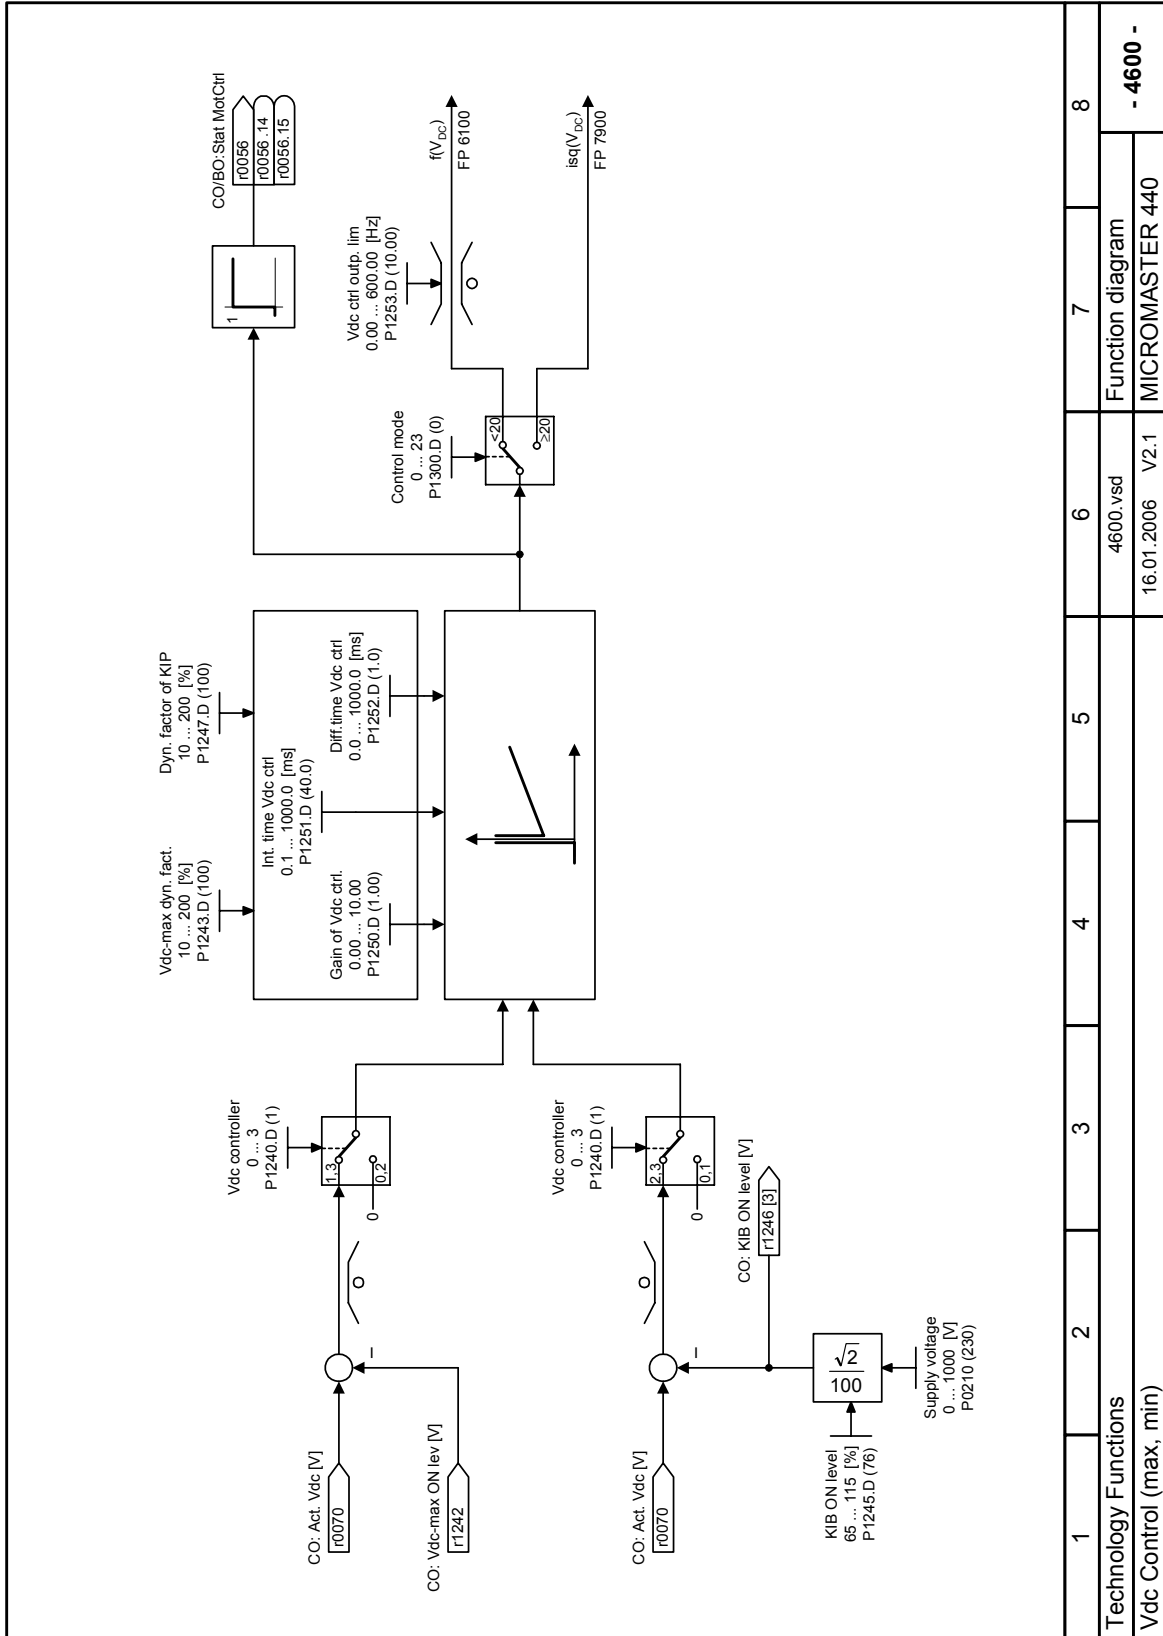 CO/BO:Stat MotCtrl
r0056
r0056 .14
r0056.15
1
f(VDC)
FP 6100
isq(VDC)
FP 7900
Vdc ctrl outp. lim
0.00 ... 600.00 [Hz]
P1253.D (10.00)
Control mode
0 ... 23
P1300.D (0)
<20
≥20
Dyn. factor of KIP
10 ... 200 [%]
P1247.D (100)
Vdc-max dyn. fact.
10 ... 200 [%]
P1243.D (100)
Int. time Vdc ctrl
0.1 ... 1000.0 [ms]
P1251.D (40.0)
Diff.time Vdc ctrl
0.0 ... 1000.0 [ms]
P1252.D (1.0)
Gain of Vdc ctrl.
0.00 ... 10.00
P1250.D (1.00)
Vdc controller
0 ... 3
P1240.D (1)
1,3
0,2
0
Vdc controller
0 ... 3
P1240.D (1)
2,3
0,1
0
CO: Act. Vdc [V]
r0070
–
CO: Vdc-max ON lev [V]
r1242
CO: Act. Vdc [V]
r0070
–
CO: KIB ON level [V]
r1246 [3]
√2
100
KIB ON level
65 ... 115 [%]
P1245.D (76)
Supply voltage
0 ... 1000 [V]
P0210 (230)
1 2 3 4 5 6 7 8
Technology Functions 4600.vsd Function diagram - 4600 -
Vdc Control (max, min) 16.01.2006 V2.1 MICROMASTER 440